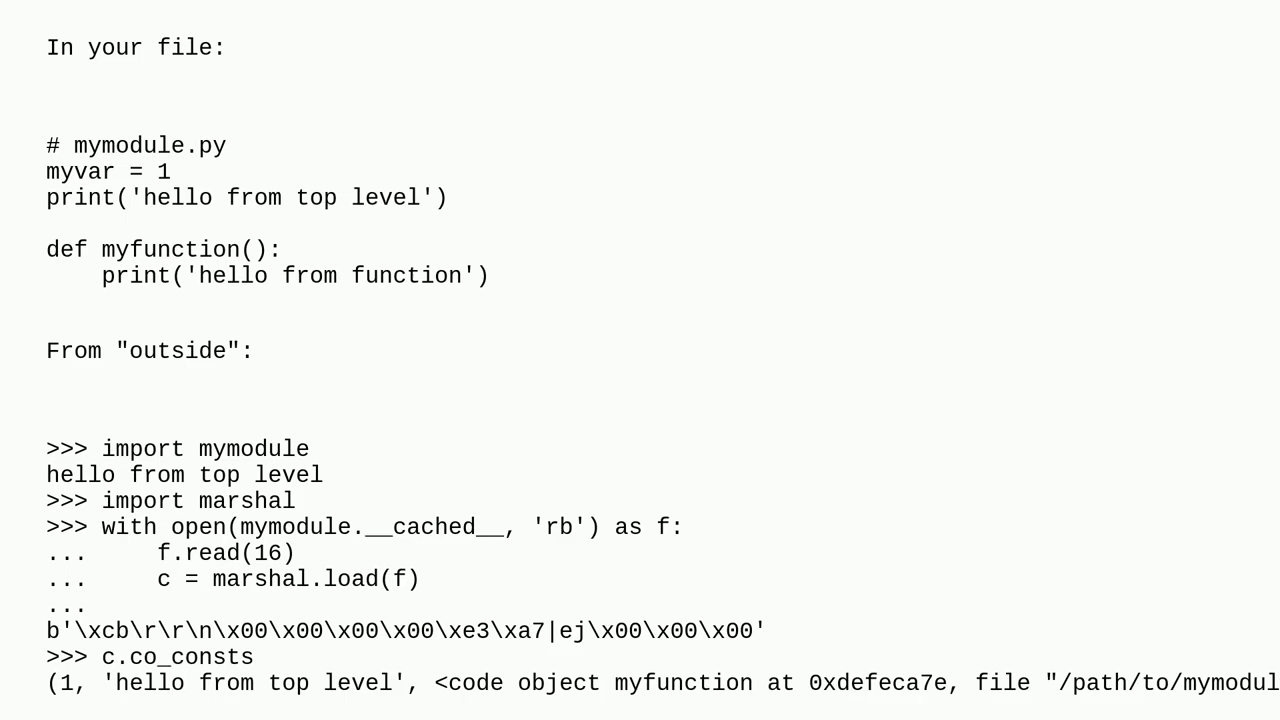 In your file:
# mymodule.py
myvar = 1
print('hello from top level')
def myfunction():
    print('hello from function')
From "outside":
>>> import mymodule
hello from top level
>>> import marshal
>>> with open(mymodule.__cached__, 'rb') as f:
...     f.read(16)
...     c = marshal.load(f)
...
b'\xcb\r\r\n\x00\x00\x00\x00\xe3\xa7|ej\x00\x00\x00'
>>> c.co_consts
(1, 'hello from top level', <code object myfunction at 0xdefeca7e, file "/path/to/mymodul